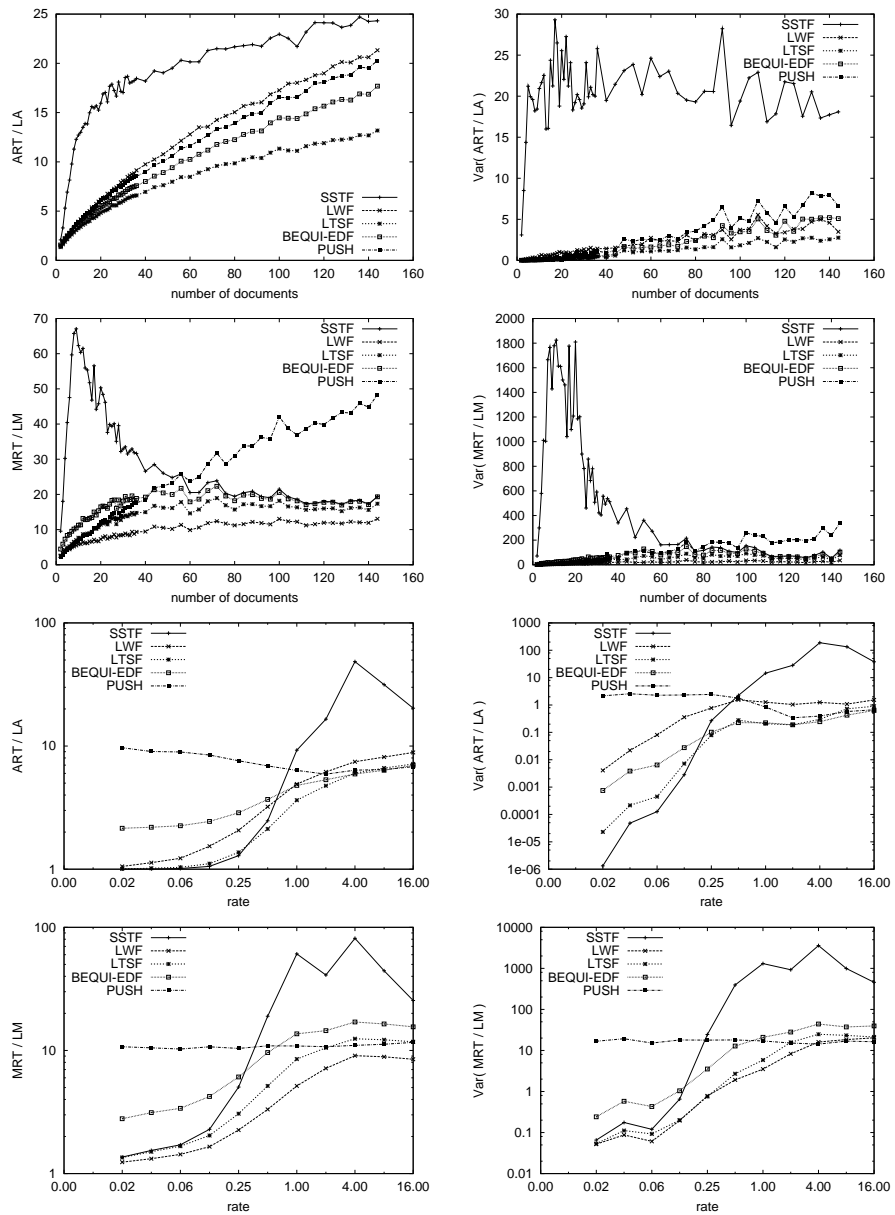 25
20
15
10
5
0
ART / LA
0 20 40 60 80 100 120 140 160
number of documents
SSTF
LWF
LTSF
BEQUI-EDF
PUSH
30
25
20
15
10
5
0
Var( ART / LA )
0 20 40 60 80 100 120 140 160
number of documents
SSTF
LWF
LTSF
BEQUI-EDF
PUSH
70
60
50
40
30
20
10
0
MRT / LM
0 20 40 60 80 100 120 140 160
number of documents
SSTF
LWF
LTSF
BEQUI-EDF
PUSH
2000
1800
1600
1400
1200
1000
800
600
400
200
0
Var( MRT / LM )
0 20 40 60 80 100 120 140 160
number of documents
SSTF
LWF
LTSF
BEQUI-EDF
PUSH
100
10
1
ART / LA
0.00 0.02 0.06 0.25 1.00 4.00 16.00
rate
SSTF
LWF
LTSF
BEQUI-EDF
PUSH
1000
100
10
1
0.1
0.01
0.001
0.0001
1e-05
1e-06
Var( ART / LA )
0.00 0.02 0.06 0.25 1.00 4.00 16.00
rate
SSTF
LWF
LTSF
BEQUI-EDF
PUSH
100
10
1
MRT / LM
0.00 0.02 0.06 0.25 1.00 4.00 16.00
rate
SSTF
LWF
LTSF
BEQUI-EDF
PUSH
10000
1000
100
10
1
0.1
0.01
Var( MRT / LM )
0.00 0.02 0.06 0.25 1.00 4.00 16.00
rate
SSTF
LWF
LTSF
BEQUI-EDF
PUSH